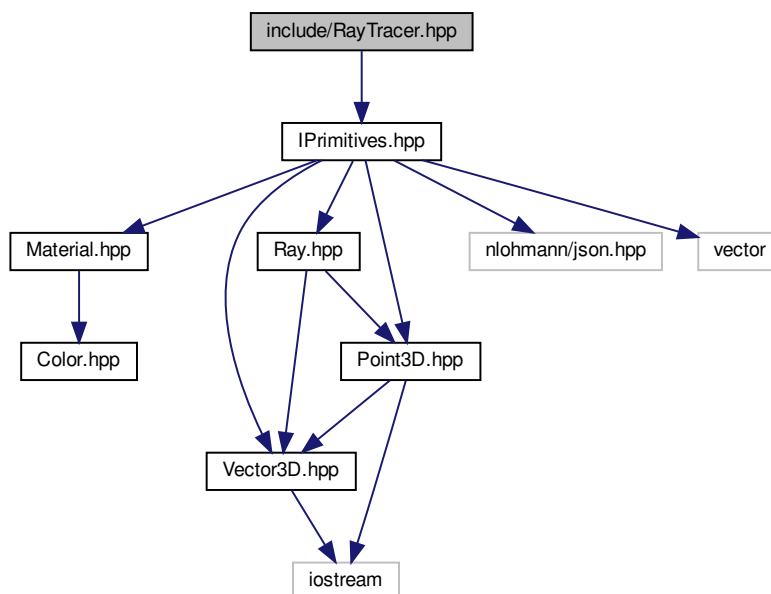 include/RayTracer.hpp
IPrimitives.hpp
Material.hpp
Ray.hpp
nlohmann/json.hpp
vector
Color.hpp
Point3D.hpp
Vector3D.hpp
iostream